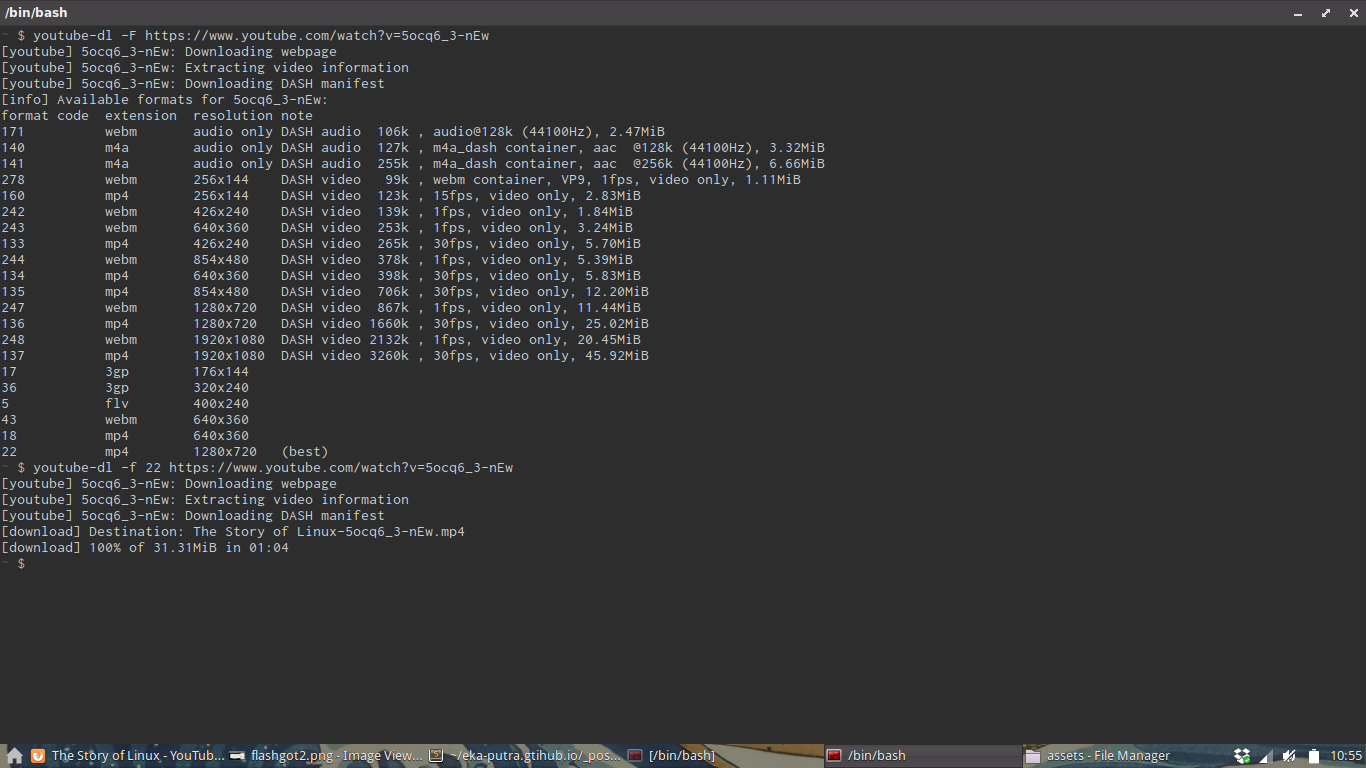 /bin/bash
~ $ youtube-dl -F https://www.youtube.com/watch?v=5ocq6_3-nEw
[youtube] 5ocq6_3-nEw: Downloading webpage
[youtube] 5ocq6_3-nEw: Extracting video information
[youtube] 5ocq6_3-nEw: Downloading DASH manifest
[info] Available formats for 5ocq6_3-nEw:
format code  extension  resolution note
171          webm       audio only DASH audio  106k , audio@128k (44100Hz), 2.47MiB
140          m4a        audio only DASH audio  127k , m4a_dash container, aac  @128k (44100Hz), 3.32MiB
141          m4a        audio only DASH audio  255k , m4a_dash container, aac  @256k (44100Hz), 6.66MiB
278          webm       256x144    DASH video   99k , webm container, VP9, 1fps, video only, 1.11MiB
160          mp4        256x144    DASH video  123k , 15fps, video only, 2.83MiB
242          webm       426x240    DASH video  139k , 1fps, video only, 1.84MiB
243          webm       640x360    DASH video  253k , 1fps, video only, 3.24MiB
133          mp4        426x240    DASH video  265k , 30fps, video only, 5.70MiB
244          webm       854x480    DASH video  378k , 1fps, video only, 5.39MiB
134          mp4        640x360    DASH video  398k , 30fps, video only, 5.83MiB
135          mp4        854x480    DASH video  706k , 30fps, video only, 12.20MiB
247          webm       1280x720   DASH video  867k , 1fps, video only, 11.44MiB
136          mp4        1280x720   DASH video 1660k , 30fps, video only, 25.02MiB
248          webm       1920x1080  DASH video 2132k , 1fps, video only, 20.45MiB
137          mp4        1920x1080  DASH video 3260k , 30fps, video only, 45.92MiB
17           3gp        176x144
36           3gp        320x240
5            flv        400x240
43           webm       640x360
18           mp4        640x360
22           mp4        1280x720   (best)
~ $ youtube-dl -f 22 https://www.youtube.com/watch?v=5ocq6_3-nEw
[youtube] 5ocq6_3-nEw: Downloading webpage
[youtube] 5ocq6_3-nEw: Extracting video information
[youtube] 5ocq6_3-nEw: Downloading DASH manifest
[download] Destination: The Story of Linux-5ocq6_3-nEw.mp4
[download] 100% of 31.31MiB in 01:04
~ $
The Story of Linux - YouTub... flashgot2.png - Image View... ~/eka-putra.gtihub.io/_pos... [/bin/bash] /bin/bash assets - File Manager 10:55